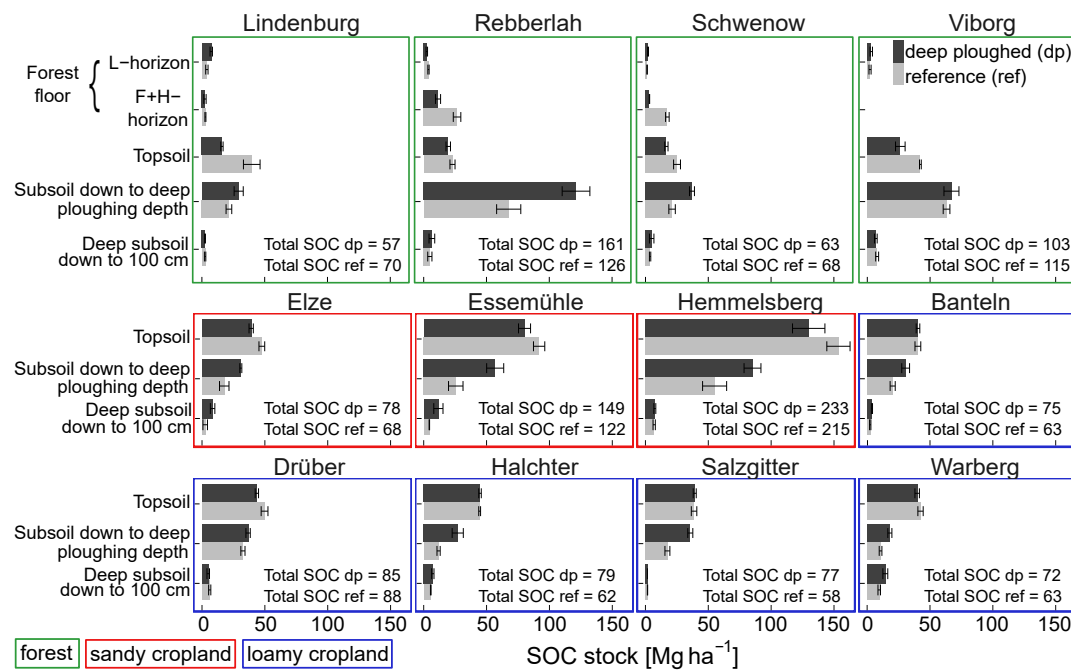 Lindenburg Rebberlah Schwenow Viborg
deep ploughed (dp)
reference (ref)
Forest floor {
L-horizon
F+H−
horizon
Topsoil
Subsoil down to deep
ploughing depth
Deep subsoil
down to 100 cm
Total SOC dp = 57
Total SOC ref = 70
Total SOC dp = 161
Total SOC ref = 126
Total SOC dp = 63
Total SOC ref = 68
Total SOC dp = 103
Total SOC ref = 115
Elze Essemühle Hemmelsberg Banteln
Topsoil
Subsoil down to deep
ploughing depth
Deep subsoil
down to 100 cm
Total SOC dp = 78
Total SOC ref = 68
Total SOC dp = 149
Total SOC ref = 122
Total SOC dp = 233
Total SOC ref = 215
Total SOC dp = 75
Total SOC ref = 63
Drüber Halchter Salzgitter Warberg
Topsoil
Subsoil down to deep
ploughing depth
Deep subsoil
down to 100 cm
Total SOC dp = 85
Total SOC ref = 88
Total SOC dp = 79
Total SOC ref = 62
Total SOC dp = 77
Total SOC ref = 58
Total SOC dp = 72
Total SOC ref = 63
0 50 100 150 0 50 100 150 0 50 100 150 0 50 100 150
SOC stock [Mg ha⁻¹]
forest sandy cropland loamy cropland